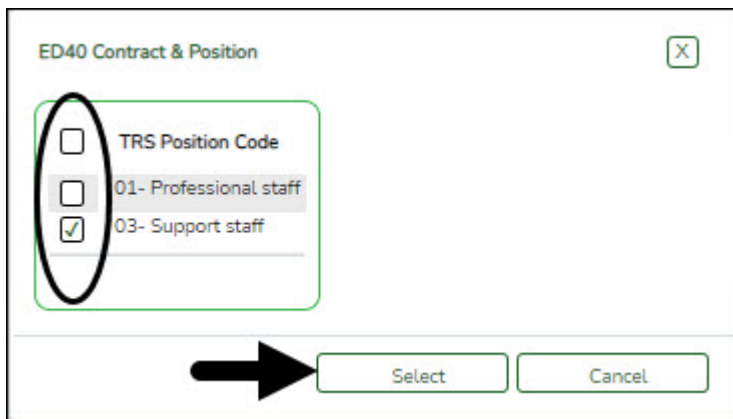 ED40 Contract & Position
X
TRS Position Code
01- Professional staff
03- Support staff
Select
Cancel